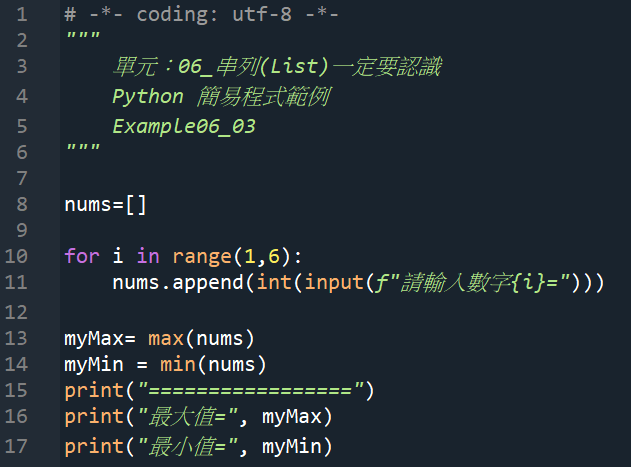 1 # -*- coding: utf-8 -*-
2 """
3     單元：06_串列(List)一定要認識
4     Python 簡易程式範例
5     Example06_03
6 """
7
8 nums=[]
9
10 for i in range(1,6):
11     nums.append(int(input(f"請輸入數字{i}=")))
12
13 myMax= max(nums)
14 myMin = min(nums)
15 print("=================")
16 print("最大值=", myMax)
17 print("最小值=", myMin)